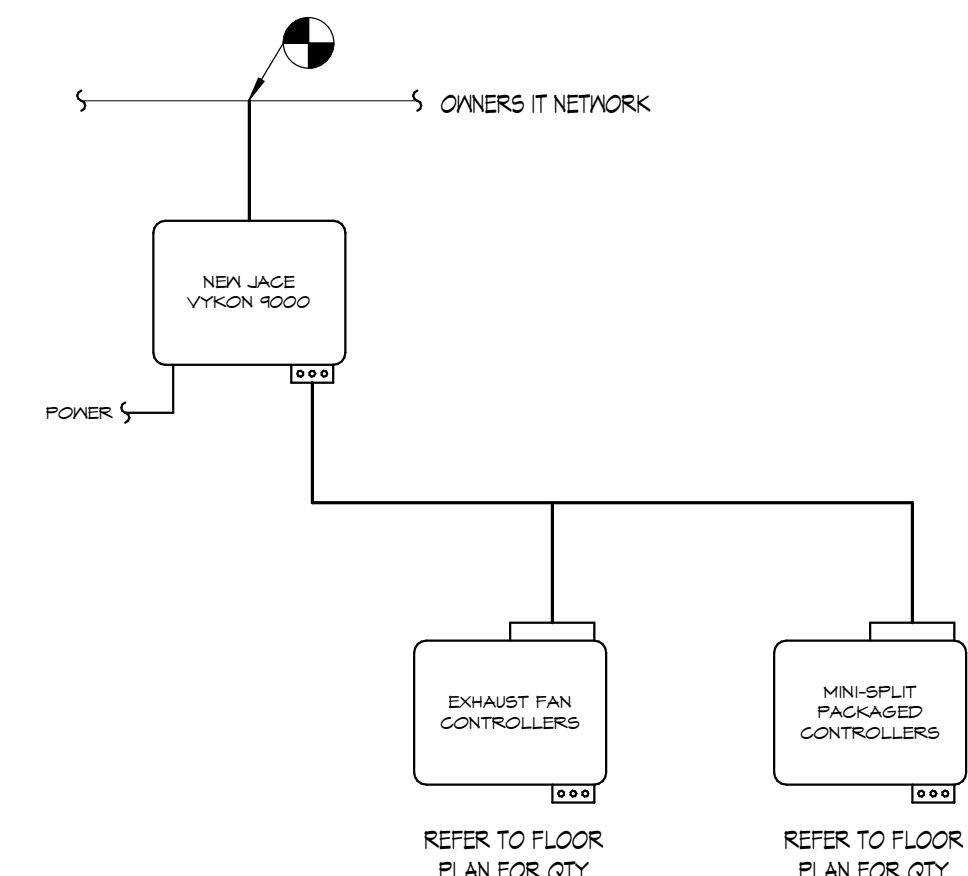 OWNERS IT NETWORK
NEW JACE
VYKON 9000
POWER
EXHAUST FAN
CONTROLLERS
MINI-SPLIT
PACKAGED
CONTROLLERS
REFER TO FLOOR
PLAN FOR QTY
REFER TO FLOOR
PLAN FOR QTY